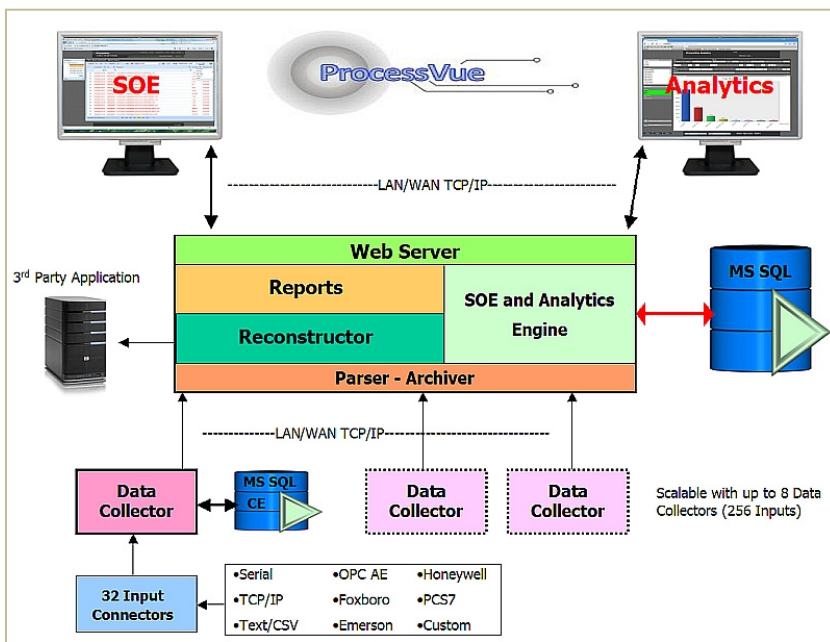 SOE
ProcessVue
Analytics
LAN/WAN TCP/IP
Web Server
3rd Party Application
Reports
SOE and Analytics
Engine
MS SQL
Reconstructor
Parser - Archiver
LAN/WAN TCP/IP
Data
Collector
MS SQL
CE
Data
Collector
Data
Collector
Scalable with up to 8 Data
Collectors (256 Inputs)
32 Input
Connectors
•Serial
•TCP/IP
•Text/CSV
•OPC AE
•Foxboro
•Emerson
•Honeywell
•PCS7
•Custom